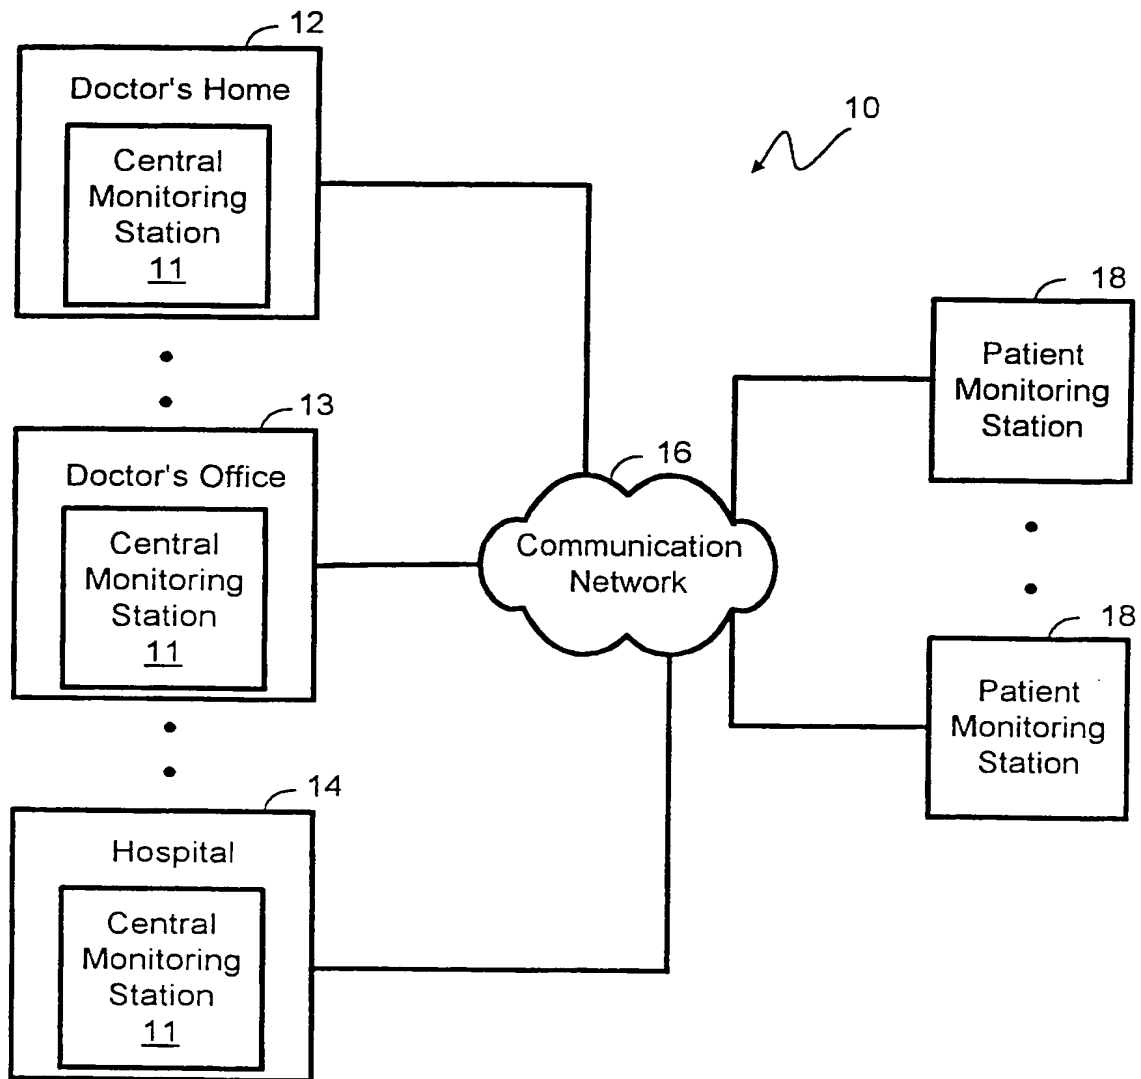 12
Doctor's Home
Central
Monitoring
Station
11
10
13
Doctor's Office
Central
Monitoring
Station
11
16
Communication
Network
18
Patient
Monitoring
Station
18
Patient
Monitoring
Station
14
Hospital
Central
Monitoring
Station
11